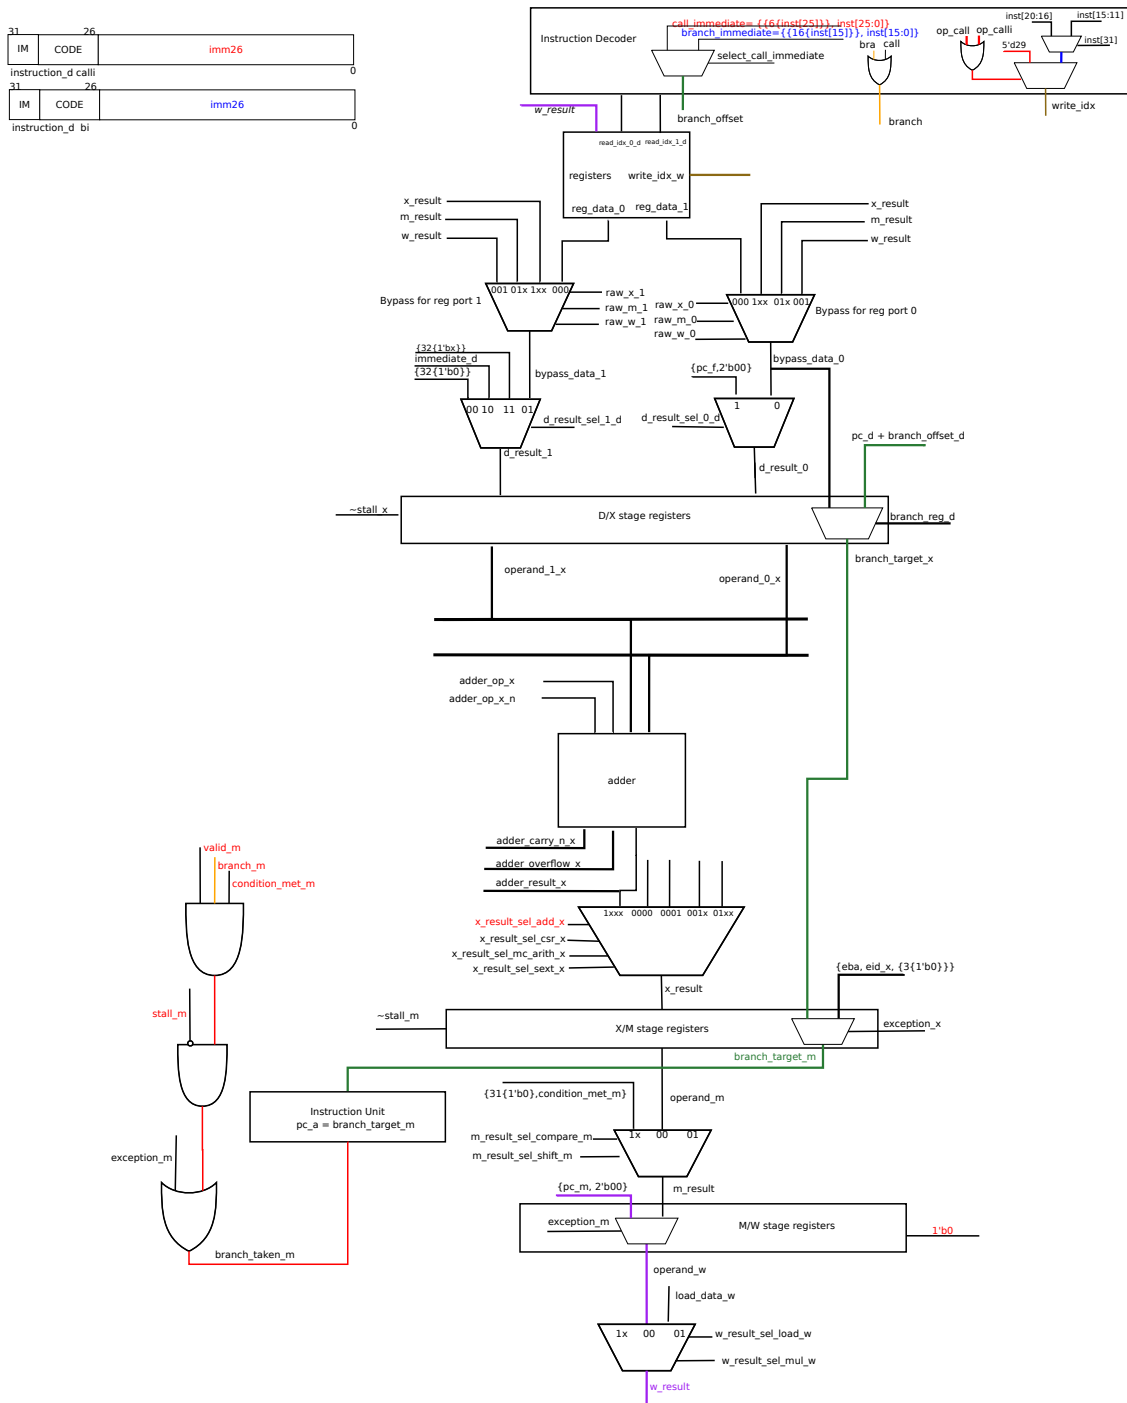 31 26
IM CODE imm26
instruction_d calli 0
31 26
IM CODE imm26
instruction_d bi 0
Instruction Decoder
call_immediate= {{6{inst[25]}}, inst[25:0]}
branch_immediate={{16{inst[15]}}, inst[15:0]}
select_call_immediate
branch_offset
bra call
branch
op_call op_calli
inst[20:16] inst[15:11]
inst[31]
5'd29
write_idx
w_result
read_idx_0_d read_idx_1_d
registers write_idx_w
reg_data_0 reg_data_1
x_result
m_result
w_result
x_result
m_result
w_result
001 01x 1xx 000
Bypass for reg port 1
raw_x_1
raw_m_1
raw_w_1
000 1xx 01x 001
raw_x_0
raw_m_0
raw_w_0
Bypass for reg port 0
{32{1'bx}}
immediate_d
{32{1'b0}}
bypass_data_1
00 10 11 01
d_result_sel_1_d
d_result_1
bypass_data_0
{pc_f,2'b00}
1 0
d_result_sel_0_d
d_result_0
pc_d + branch_offset_d
~stall_x
D/X stage registers
branch_reg_d
branch_target_x
operand_1_x
operand_0_x
adder_op_x
adder_op_x_n
adder
adder_carry_n_x
adder_overflow_x
adder_result_x
1xxx 0000 0001 001x 01xx
x_result_sel_add_x
x_result_sel_csr_x
x_result_sel_mc_arith_x
x_result_sel_sext_x
x_result
{eba, eid_x, {3{1'b0}}}
~stall_m
X/M stage registers
exception_x
branch_target_m
valid_m
branch_m
condition_met_m
stall_m
exception_m
branch_taken_m
Instruction Unit
pc_a = branch_target_m
{31{1'b0},condition_met_m}
operand_m
1x 00 01
m_result_sel_compare_m
m_result_sel_shift_m
m_result
{pc_m, 2'b00}
exception_m
M/W stage registers
1'b0
operand_w
load_data_w
1x 00 01
w_result_sel_load_w
w_result_sel_mul_w
w_result